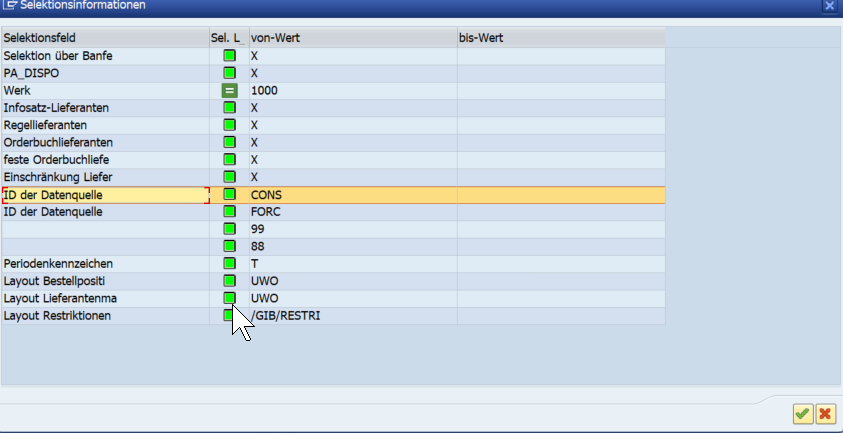 Selektionsinformationen
Selektionsfeld Sel. L_ von-Wert bis-Wert
Selektion über Banfe X
PA_DISPO X
Werk = 1000
Infosatz-Lieferanten X
Regellieferanten X
Orderbuchlieferanten X
feste Orderbuchliefe X
Einschränkung Liefer X
ID der Datenquelle CONS
ID der Datenquelle FORC
99
88
Periodenkennzeichen T
Layout Bestellpositi UWO
Layout Lieferantenma UWO
Layout Restriktionen /GIB/RESTRI